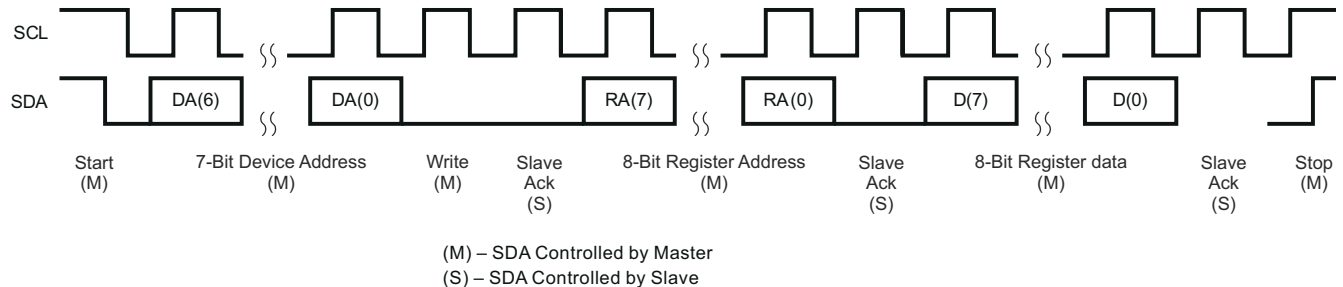 SCL
SDA
DA(6)
DA(0)
RA(7)
RA(0)
D(7)
D(0)
Start
(M)
7-Bit Device Address
(M)
Write
(M)
Slave
Ack
(S)
8-Bit Register Address
(M)
Slave
Ack
(S)
8-Bit Register data
(M)
Slave
Ack
(S)
Stop
(M)
(M) – SDA Controlled by Master
(S) – SDA Controlled by Slave